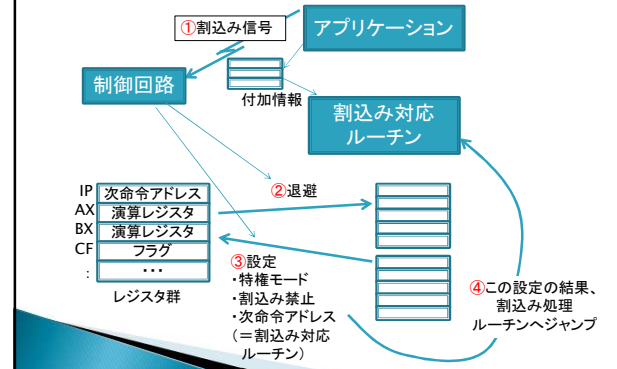 ①割込み信号
アプリケーション
制御回路
付加情報
割込み対応
ルーチン
②退避
IP 次命令アドレス
AX 演算レジスタ
BX 演算レジスタ
CF フラグ
: ・・・
レジスタ群
③設定
・特権モード
・割込み禁止
・次命令アドレス
(＝割込み対応
ルーチン)
④この設定の結果、
割込み処理
ルーチンへジャンプ